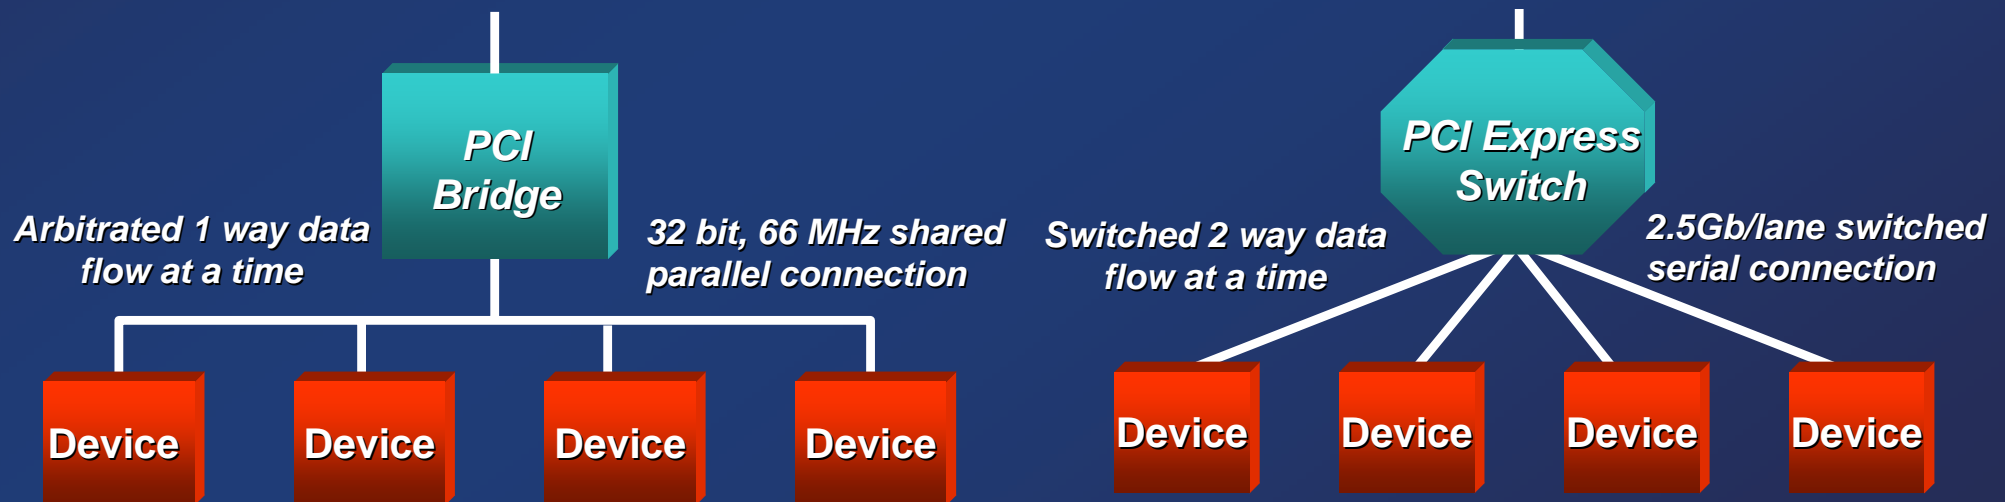 PCI
Bridge
Arbitrated 1 way data
flow at a time
32 bit, 66 MHz shared
parallel connection
Device
Device
Device
Device
PCI Express
Switch
Switched 2 way data
flow at a time
2.5Gb/lane switched
serial connection
Device
Device
Device
Device